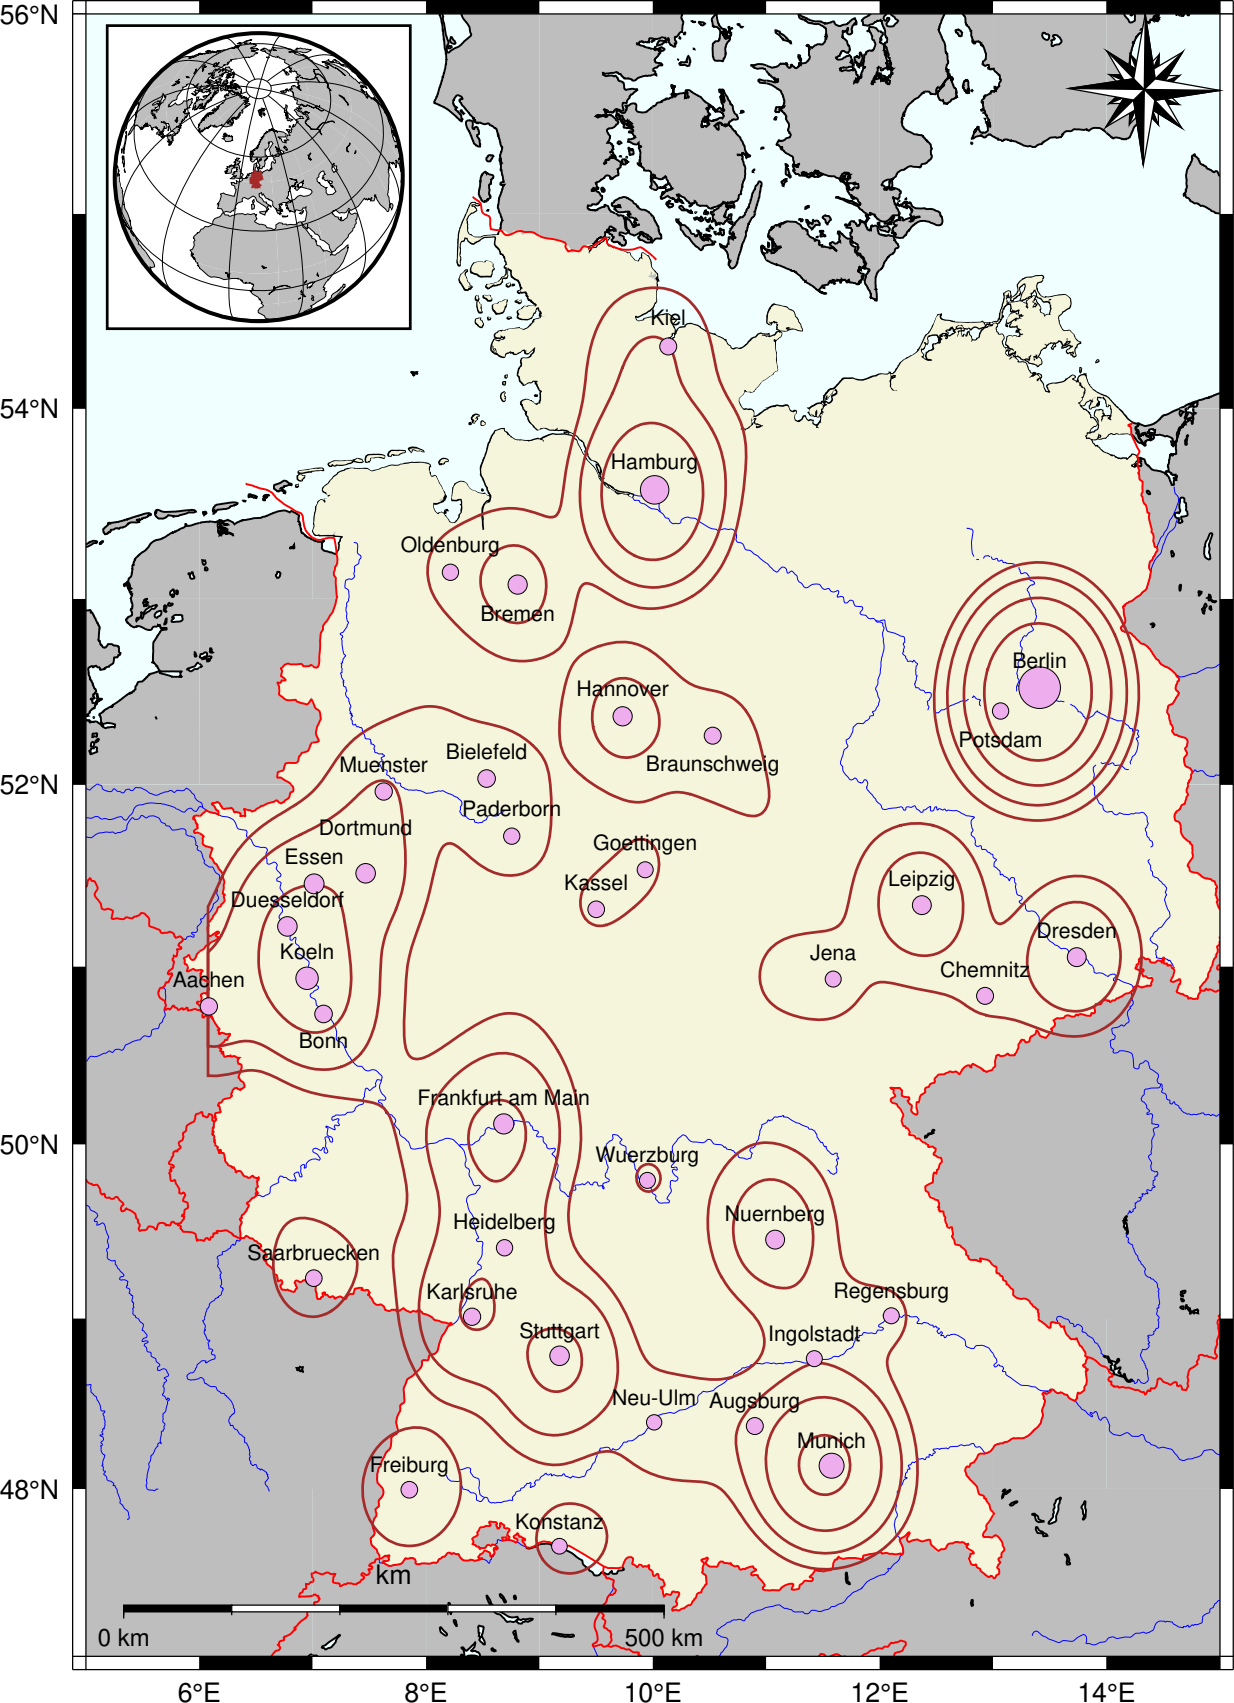 56°N
Kiel
54°N
Hamburg
Oldenburg
Bremen
Berlin
Hannover
Potsdam
Bielefeld
Braunschweig
Muenster
52°N
Paderborn
Dortmund
Goettingen
Essen
Kassel
Leipzig
Duesseldorf
Dresden
Koeln
Jena
Chemnitz
Aachen
Bonn
Frankfurt am Main
50°N
Wuerzburg
Nuernberg
Heidelberg
Saarbruecken
Karlsruhe
Regensburg
Stuttgart
Ingolstadt
Neu-Ulm
Augsburg
Munich
Freiburg
48°N
Konstanz
km
0 km
500 km
6°E
8°E
10°E
12°E
14°E